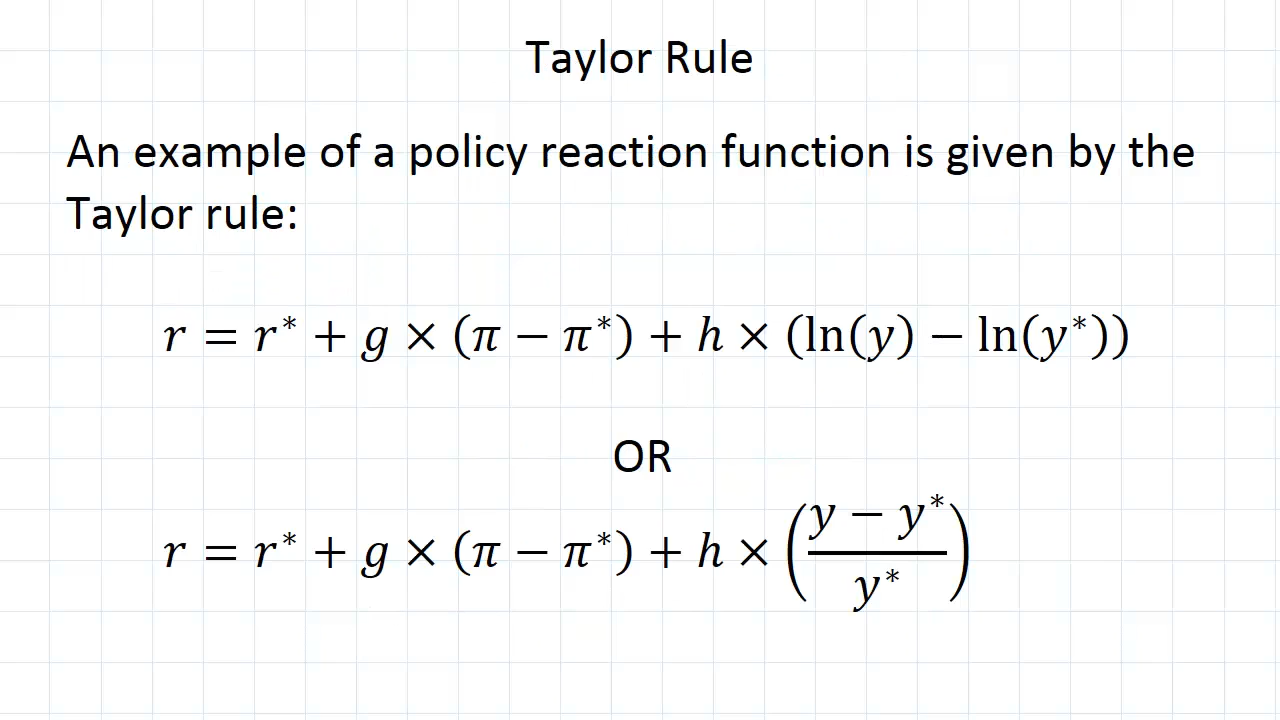 Taylor Rule
An example of a policy reaction function is given by the
Taylor rule:
r = r* + g × (π − π*) + h × (ln(y) − ln(y*))
OR
r = r* + g × (π − π*) + h × ((y − y*)/y*)